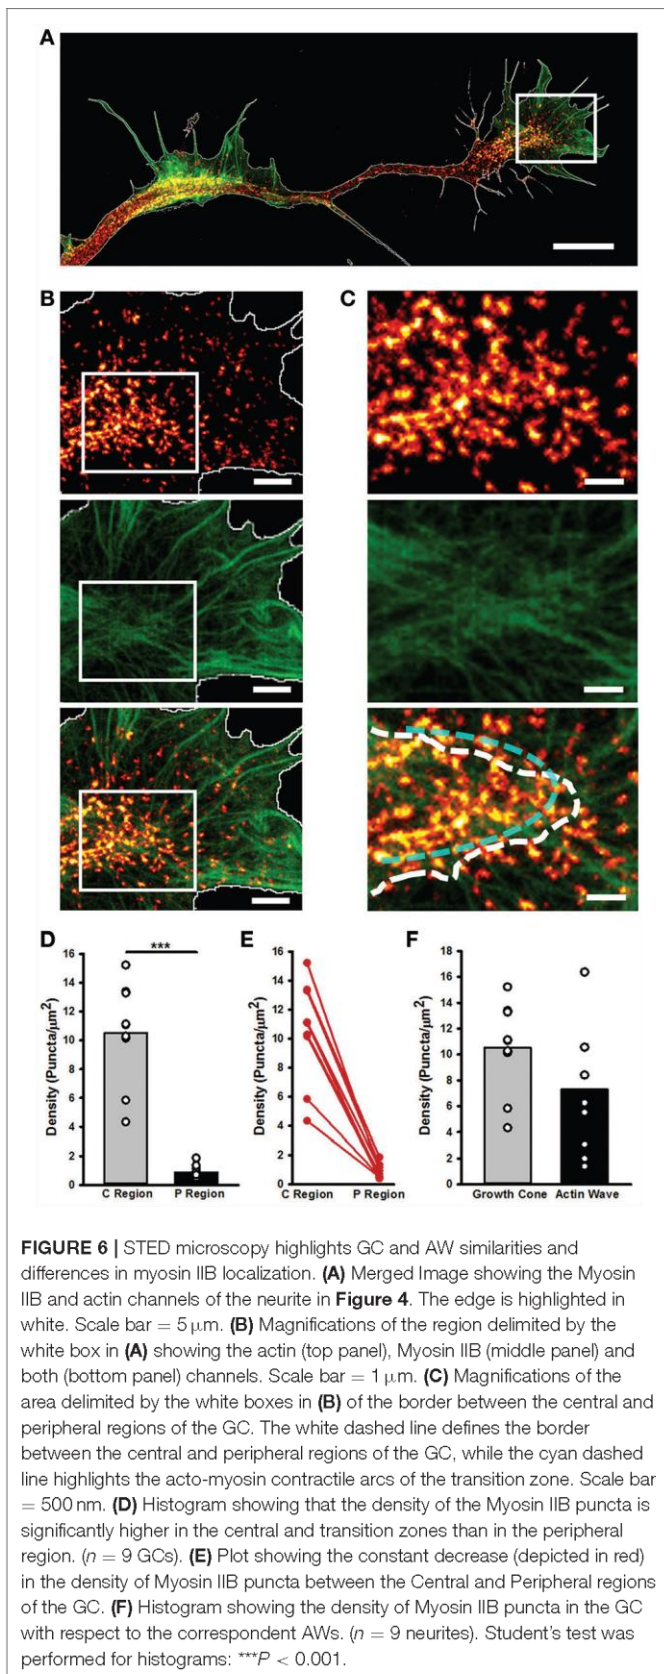 A
B
C
D
E
F
***
Density (Puncta/µm²)
16
14
12
10
8
6
4
2
0
C Region P Region
Density (Puncta/µm²)
16
14
12
10
8
6
4
2
0
C Region P Region
Density (Puncta/µm²)
18
16
14
12
10
8
6
4
2
0
Growth Cone Actin Wave
FIGURE 6 | STED microscopy highlights GC and AW similarities and
differences in myosin IIB localization. (A) Merged Image showing the Myosin
IIB and actin channels of the neurite in Figure 4. The edge is highlighted in
white. Scale bar = 5 µm. (B) Magnifications of the region delimited by the
white box in (A) showing the actin (top panel), Myosin IIB (middle panel) and
both (bottom panel) channels. Scale bar = 1 µm. (C) Magnifications of the
area delimited by the white boxes in (B) of the border between the central and
peripheral regions of the GC. The white dashed line defines the border
between the central and peripheral regions of the GC, while the cyan dashed
line highlights the acto-myosin contractile arcs of the transition zone. Scale bar
= 500 nm. (D) Histogram showing that the density of the Myosin IIB puncta is
significantly higher in the central and transition zones than in the peripheral
region. (n = 9 GCs). (E) Plot showing the constant decrease (depicted in red)
in the density of Myosin IIB puncta between the Central and Peripheral regions
of the GC. (F) Histogram showing the density of Myosin IIB puncta in the GC
with respect to the correspondent AWs. (n = 9 neurites). Student's test was
performed for histograms: ***P < 0.001.